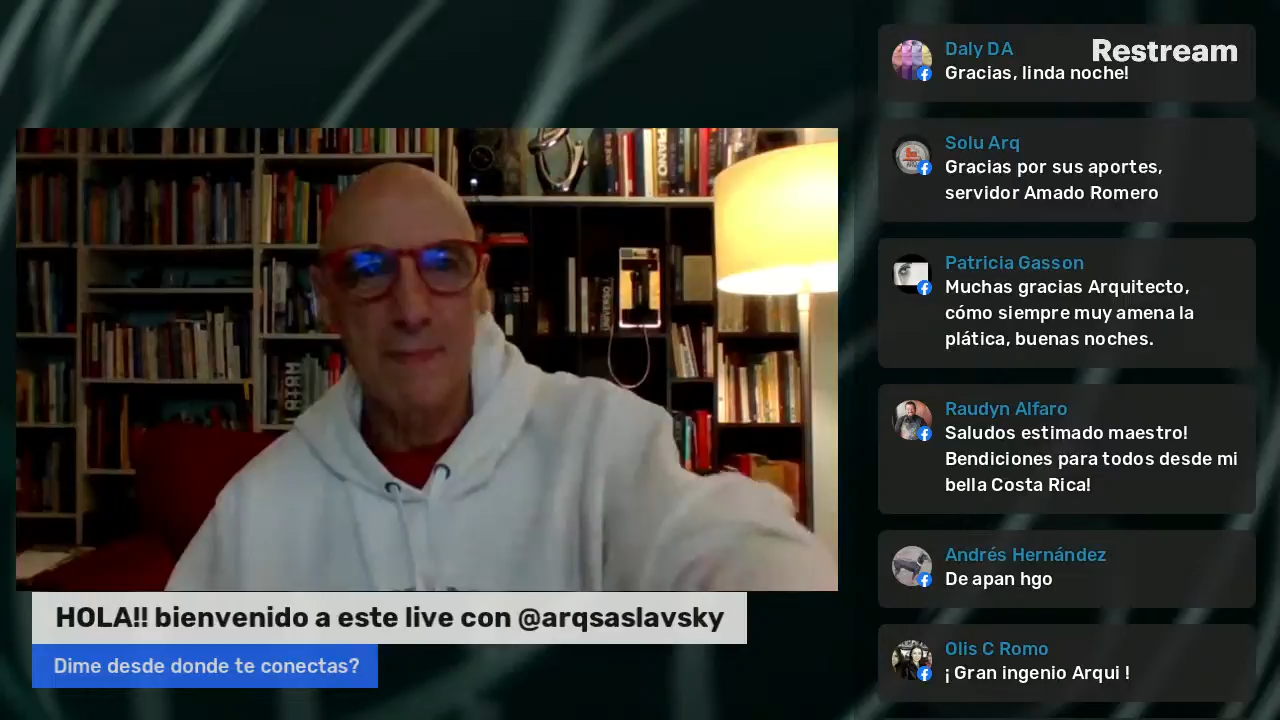 HOLA!! bienvenido a este live con @arqsaslavsky
Dime desde donde te conectas?
UNIVERSO
PIANO
LATAM
Restream
Daly DA
Gracias, linda noche!
Solu Arq
Gracias por sus aportes,
servidor Amado Romero
Patricia Gasson
Muchas gracias Arquitecto,
cómo siempre muy amena la
plática, buenas noches.
Raudyn Alfaro
Saludos estimado maestro!
Bendiciones para todos desde mi
bella Costa Rica!
Andrés Hernández
De apan hgo
Olis C Romo
¡ Gran ingenio Arqui !